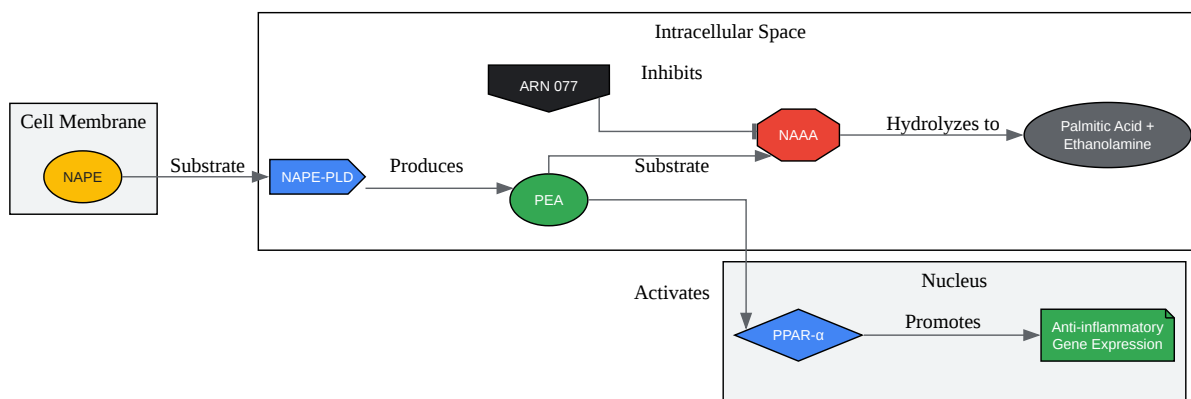 Intracellular Space
ARN 077
Inhibits
Cell Membrane
NAPE
Substrate
NAPE-PLD
Produces
PEA
Substrate
NAAA
Hydrolyzes to
Palmitic Acid +
Ethanolamine
Activates
Nucleus
PPAR-α
Promotes
Anti-inflammatory
Gene Expression